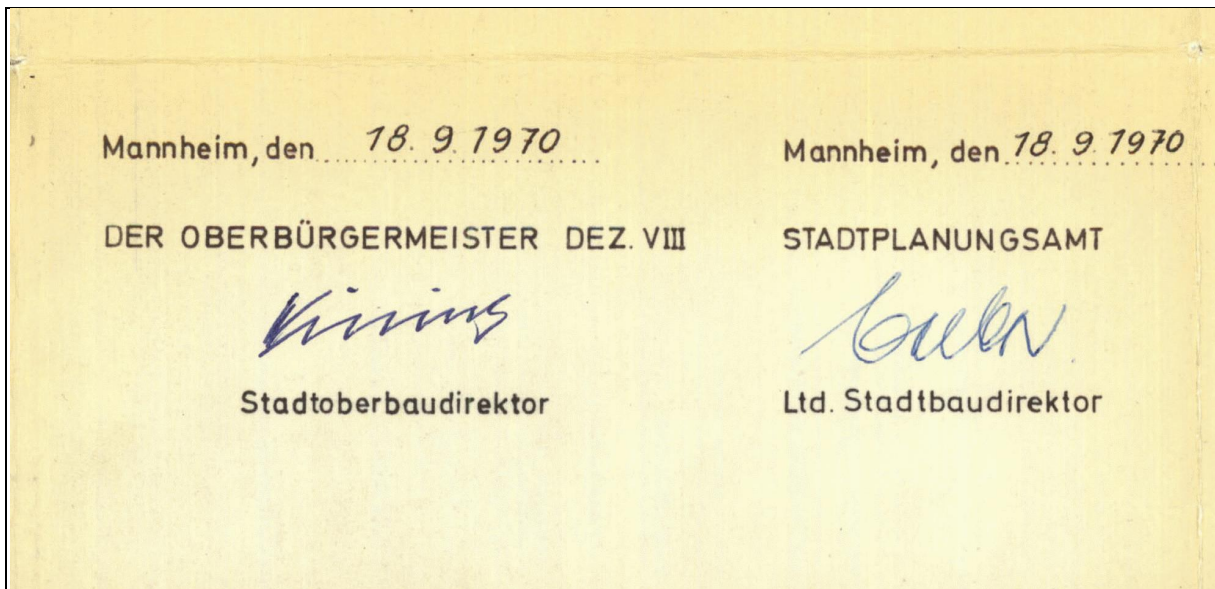 Mannheim, den 18. 9. 1970
DER OBERBÜRGERMEISTER DEZ. VIII
Stadtoberbaudirektor
Mannheim, den 18. 9. 1970
STADTPLANUNGSAMT
Ltd. Stadtbaudirektor